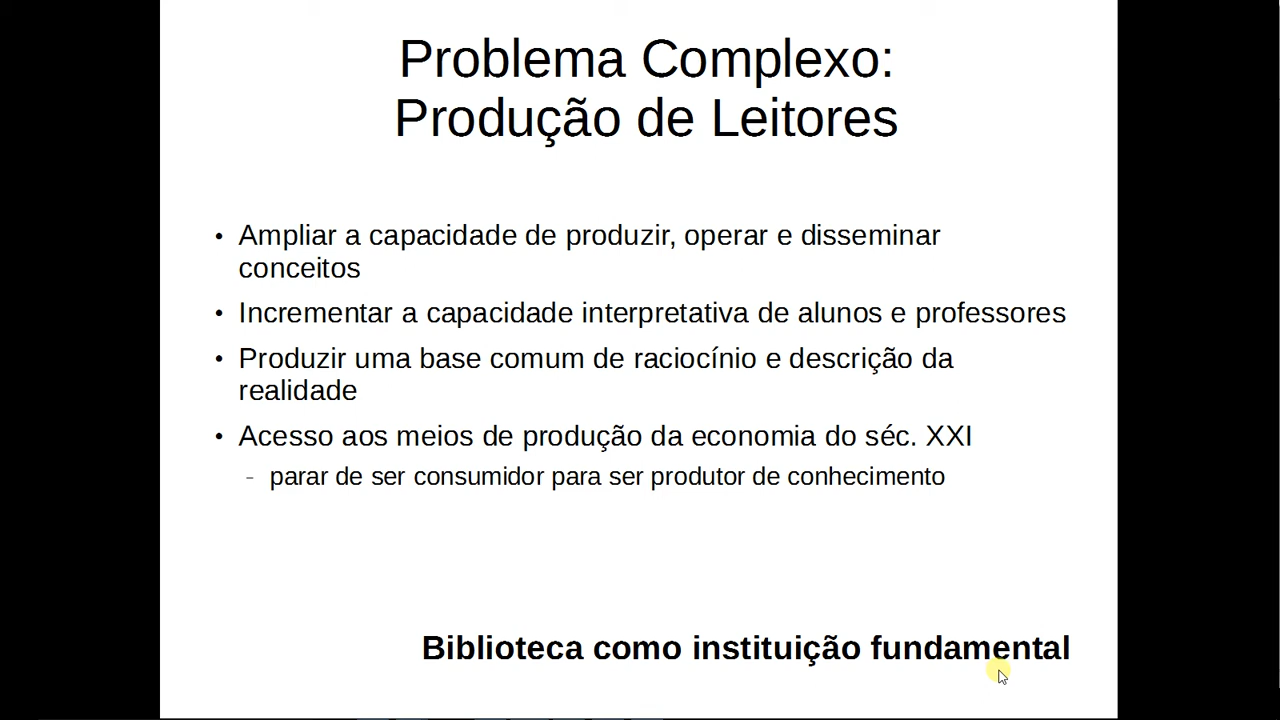 Problema Complexo:
Produção de Leitores
• Ampliar a capacidade de produzir, operar e disseminar
conceitos
• Incrementar a capacidade interpretativa de alunos e professores
• Produzir uma base comum de raciocínio e descrição da
realidade
• Acesso aos meios de produção da economia do séc. XXI
– parar de ser consumidor para ser produtor de conhecimento
Biblioteca como instituição fundamental